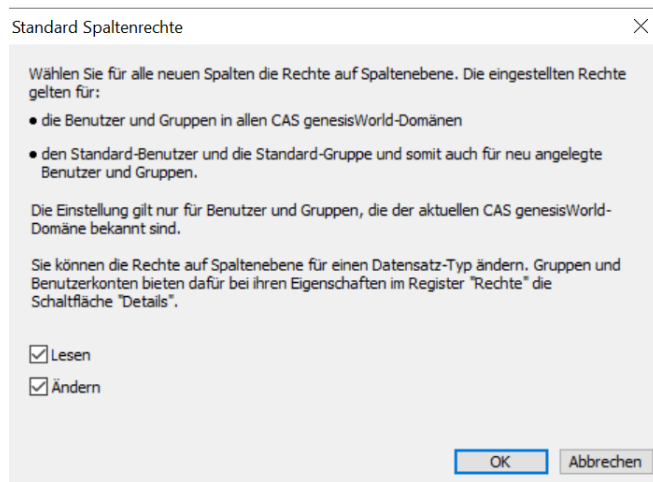 Standard Spaltenrechte
Wählen Sie für alle neuen Spalten die Rechte auf Spaltenebene. Die eingestellten Rechte
gelten für:
• die Benutzer und Gruppen in allen CAS genesisWorld-Domänen
• den Standard-Benutzer und die Standard-Gruppe und somit auch für neu angelegte
Benutzer und Gruppen.
Die Einstellung gilt nur für Benutzer und Gruppen, die der aktuellen CAS genesisWorld-
Domäne bekannt sind.
Sie können die Rechte auf Spaltenebene für einen Datensatz-Typ ändern. Gruppen und
Benutzerkonten bieten dafür bei ihren Eigenschaften im Register "Rechte" die
Schaltfläche "Details".
Lesen
Ändern
OK Abbrechen